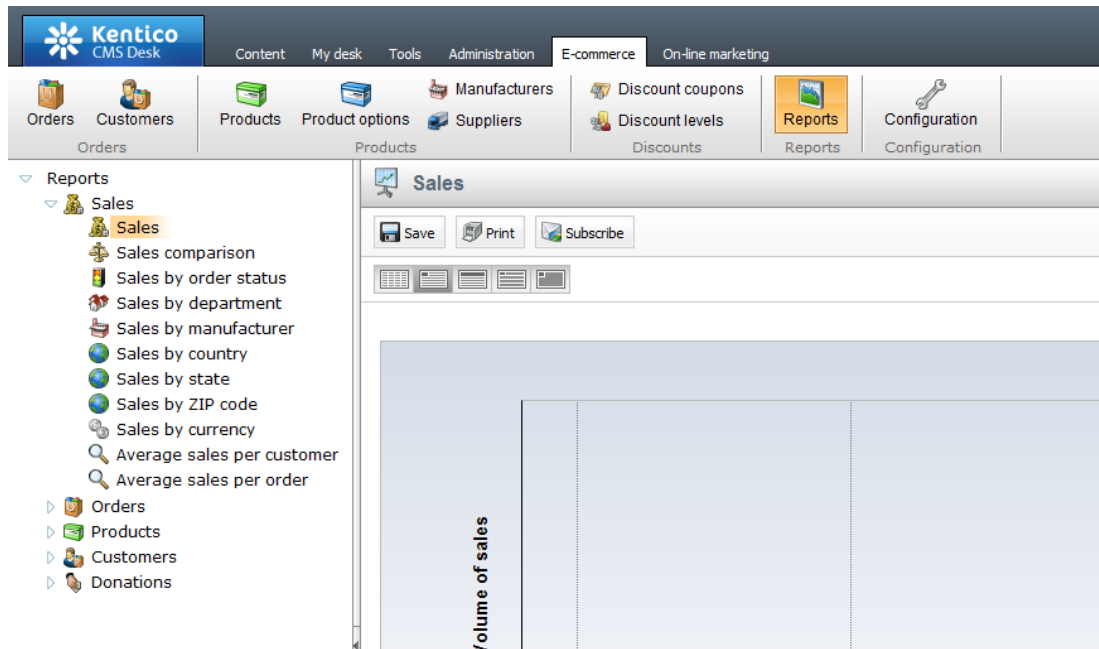 Kentico
CMS Desk
Content My desk Tools Administration E-commerce On-line marketing
Manufacturers Discount coupons
Orders Customers Products Product options Suppliers Discount levels Reports Configuration
Orders Products Discounts Reports Configuration
Reports
Sales
Sales
Sales comparison
Sales by order status
Sales by department
Sales by manufacturer
Sales by country
Sales by state
Sales by ZIP code
Sales by currency
Average sales per customer
Average sales per order
Orders
Products
Customers
Donations
Sales
Save Print Subscribe
Volume of sales